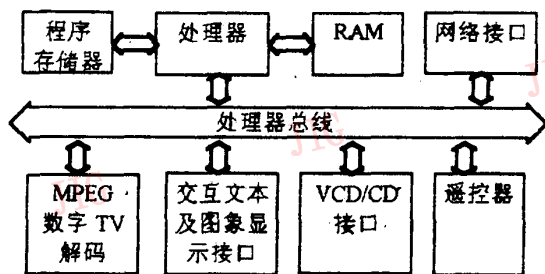 程序
存储器
处理器
RAM
网络接口
处理器总线
MPEG
数字 TV
解码
交互文本
及图象显
示接口
VCD/CD
接口
遥控器
JIG
JIG